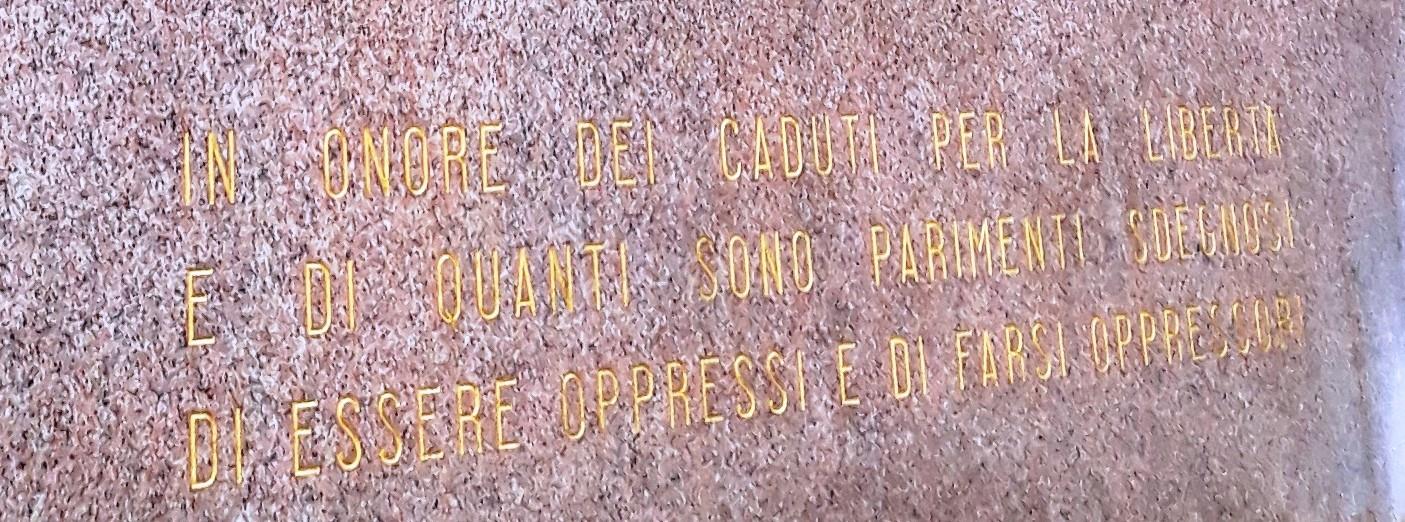 IN ONORE DEI CADUTI PER LA LIBERTÀ
E DI QUANTI SONO PARIMENTI SDEGNOSI
DI ESSERE OPPRESSI E DI FARSI OPPRESSORI